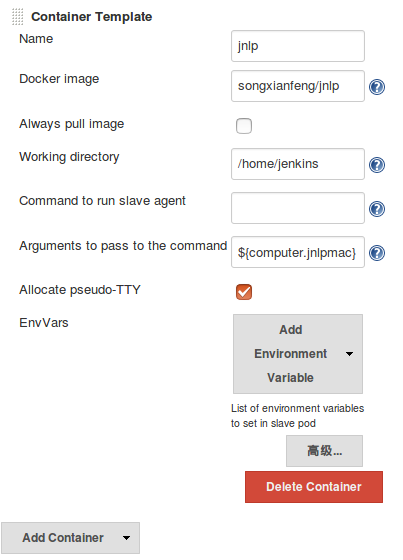 Container Template
Name
jnlp
Docker image
songxianfeng/jnlp
Always pull image
Working directory
/home/jenkins
Command to run slave agent
Arguments to pass to the command
${computer.jnlpmac}
Allocate pseudo-TTY
EnvVars
Add
Environment
Variable
List of environment variables
to set in slave pod
高级...
Delete Container
Add Container